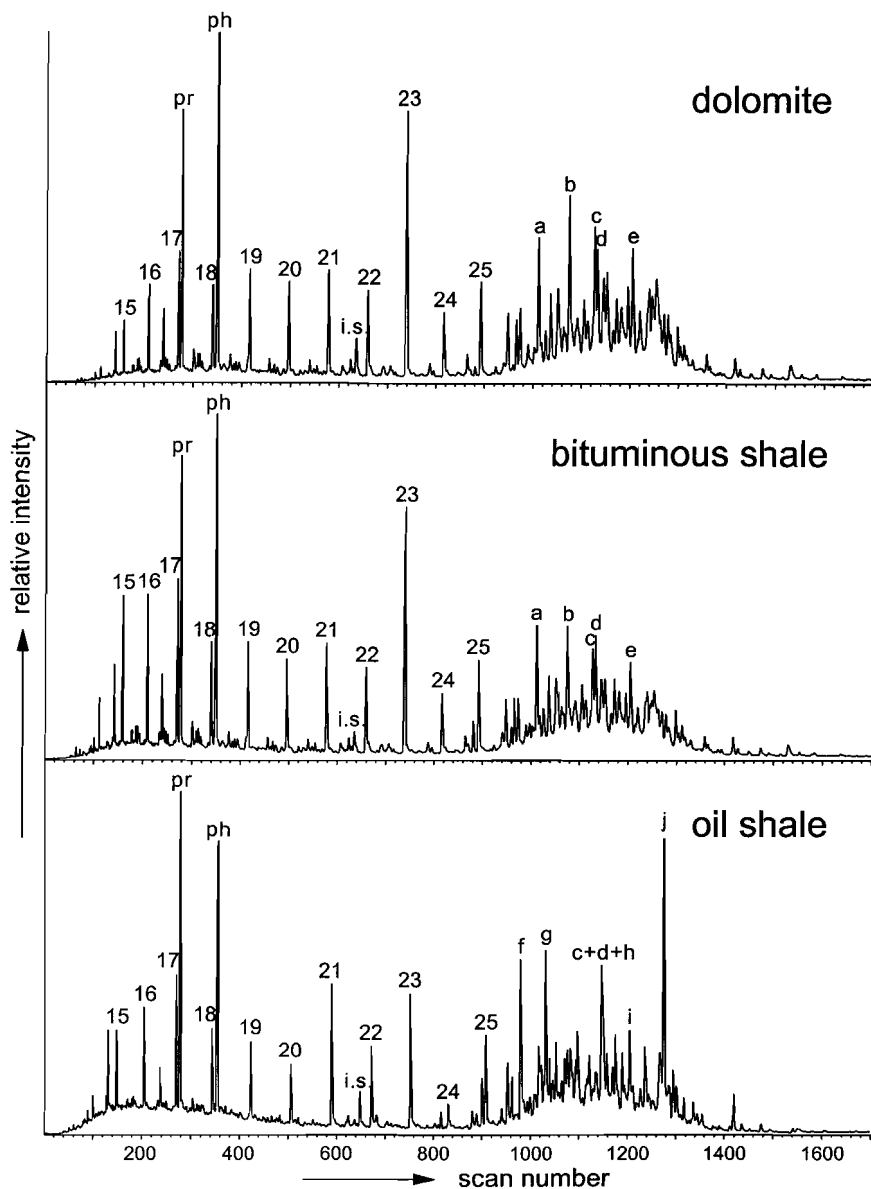 ph
pr
23
dolomite
b
c
d
a
e
17
19
21
25
16
18
20
22
15
24
i.s.
ph
pr
bituminous shale
23
17
15
16
d
a
b
c
e
18
19
21
20
22
25
24
i.s.
relative intensity
pr
j
ph
oil shale
f
g
c+d+h
17
21
23
16
i
15
18
19
22
25
20
i.s.
24
200 400 600 800 1000 1200 1400 1600
scan number